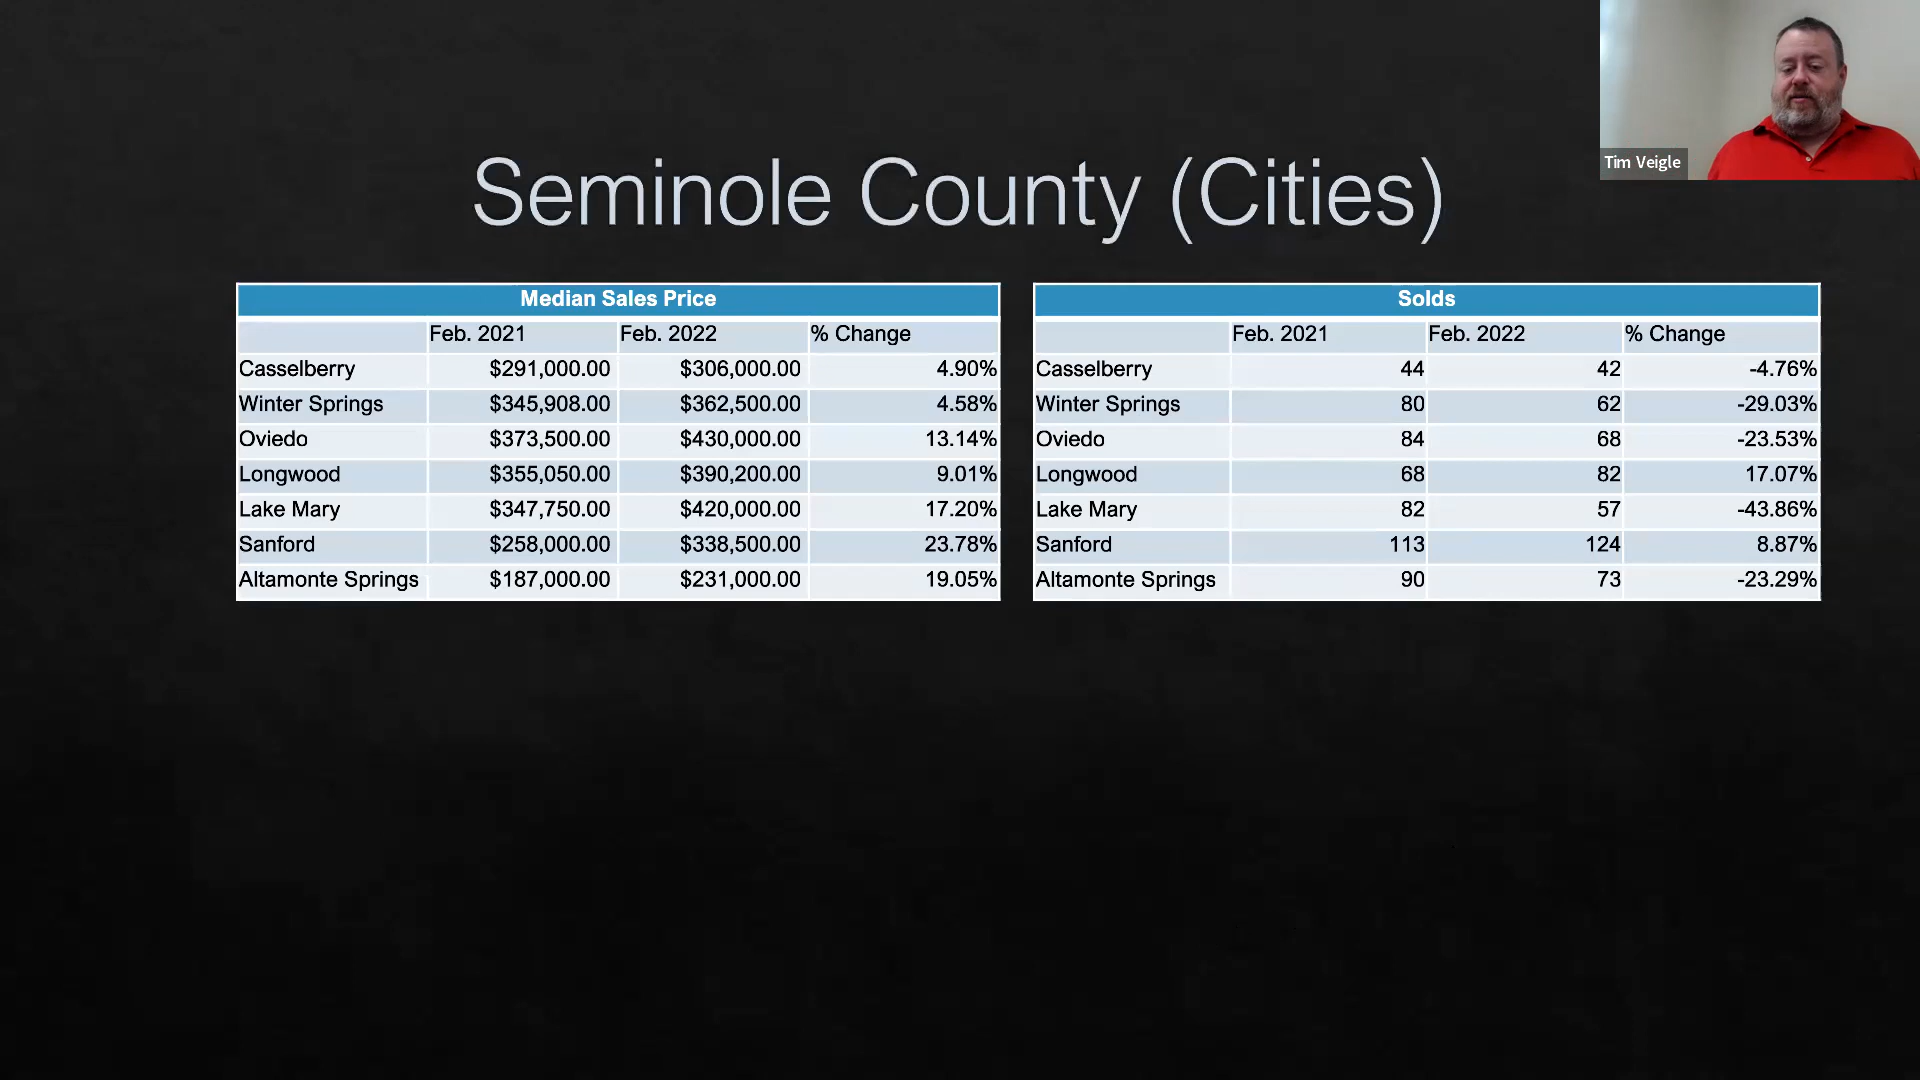 Tim Veigle
Seminole County (Cities)
Median Sales Price
Feb. 2021 Feb. 2022 % Change
Casselberry $291,000.00 $306,000.00 4.90%
Winter Springs $345,908.00 $362,500.00 4.58%
Oviedo $373,500.00 $430,000.00 13.14%
Longwood $355,050.00 $390,200.00 9.01%
Lake Mary $347,750.00 $420,000.00 17.20%
Sanford $258,000.00 $338,500.00 23.78%
Altamonte Springs $187,000.00 $231,000.00 19.05%
Solds
Feb. 2021 Feb. 2022 % Change
Casselberry 44 42 -4.76%
Winter Springs 80 62 -29.03%
Oviedo 84 68 -23.53%
Longwood 68 82 17.07%
Lake Mary 82 57 -43.86%
Sanford 113 124 8.87%
Altamonte Springs 90 73 -23.29%